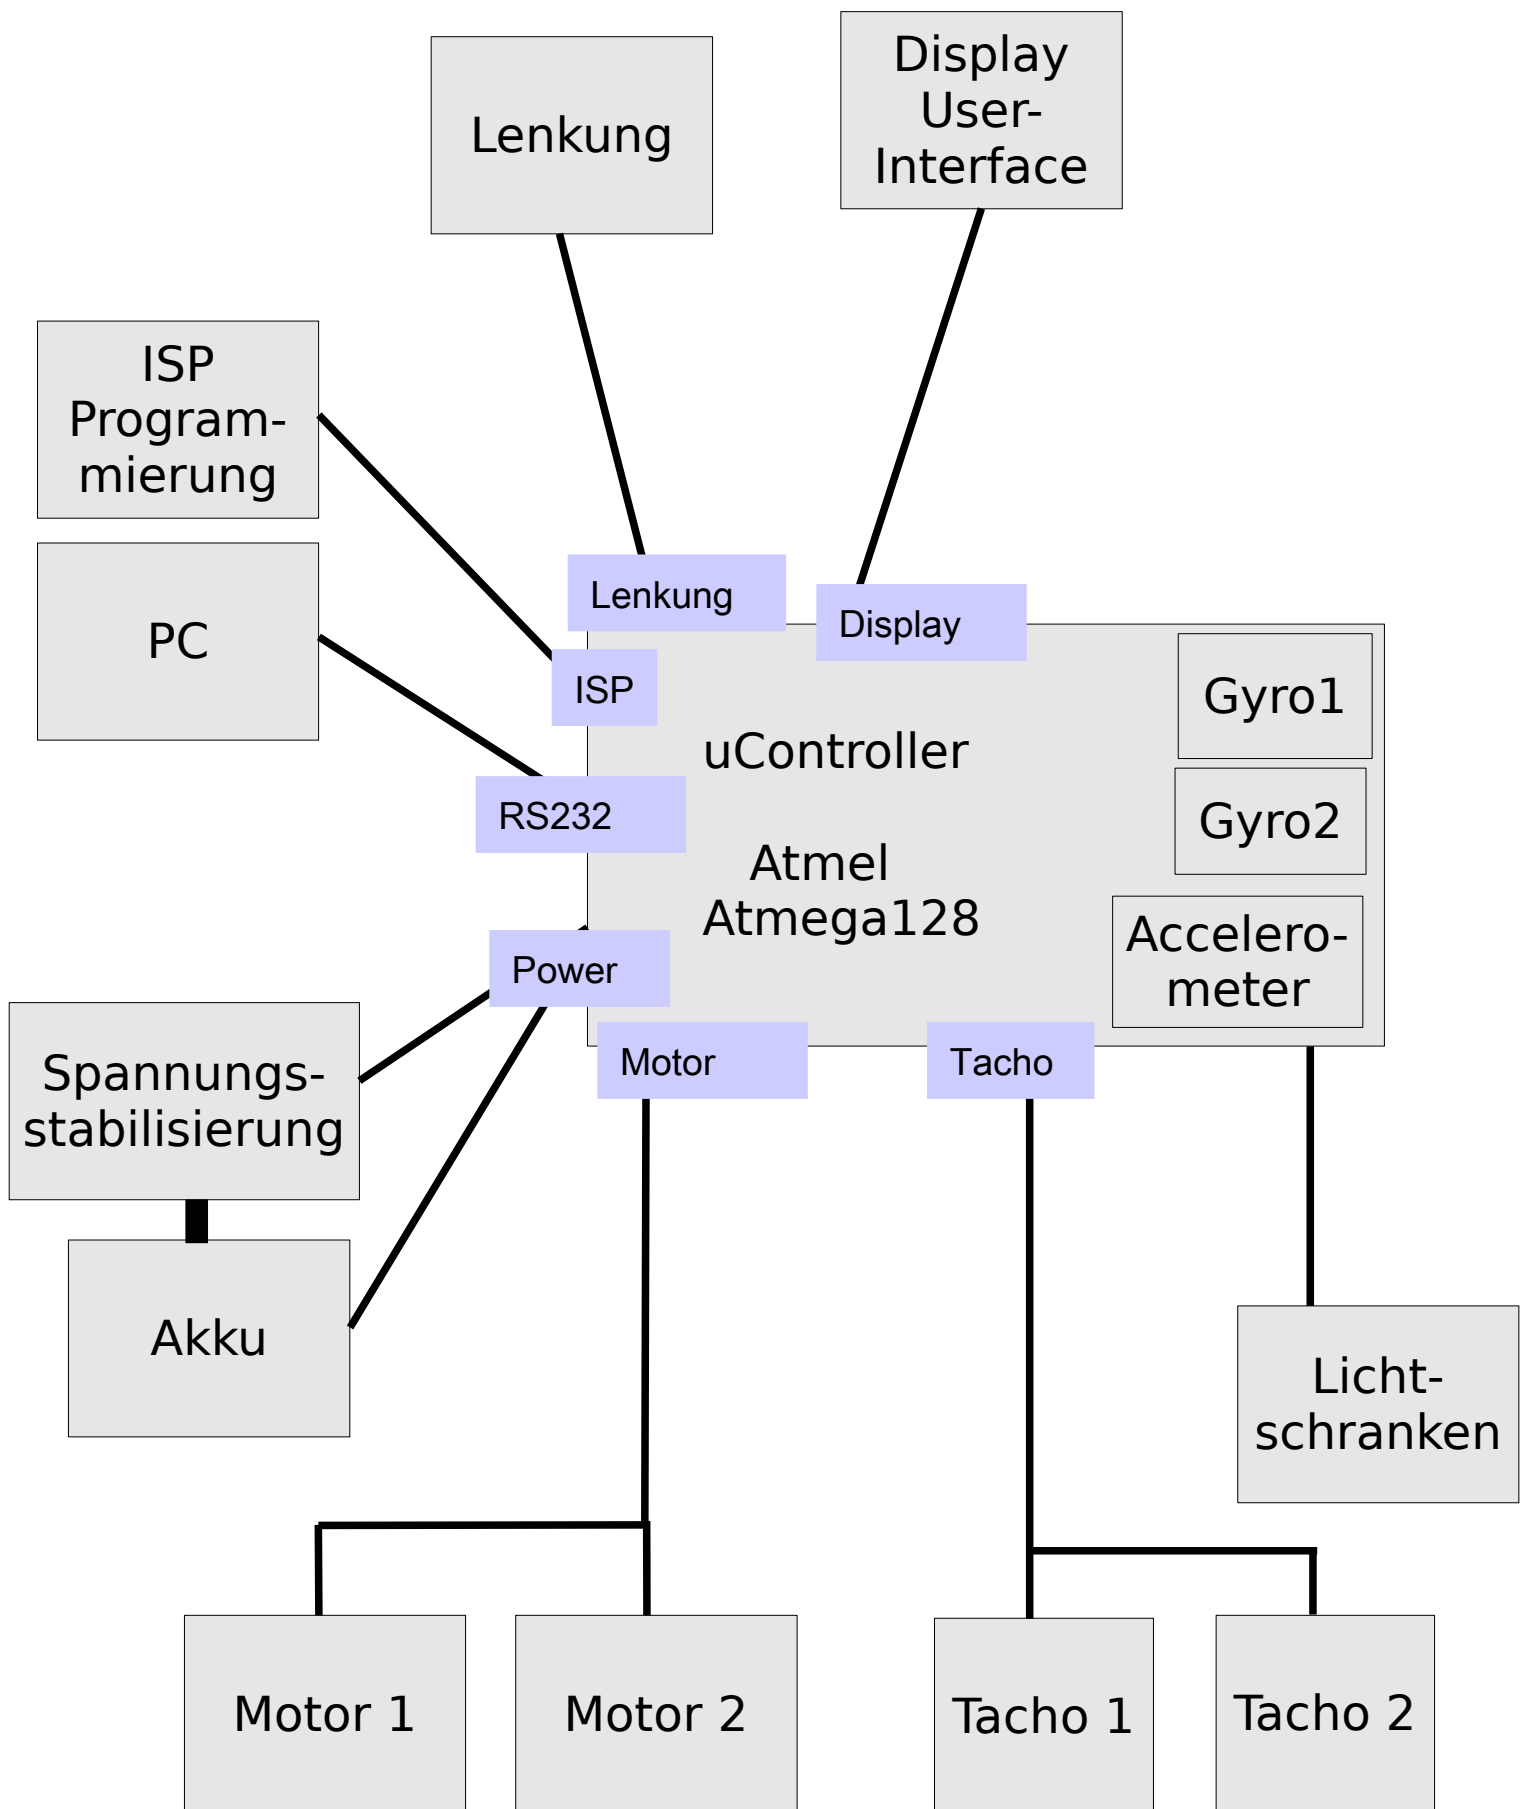 Lenkung
Display
User-
Interface
ISP
Program-
mierung
PC
Lenkung
Display
ISP
RS232
Power
Motor
Tacho
uController
Atmel
Atmega128
Gyro1
Gyro2
Accelero-
meter
Spannungs-
stabilisierung
Akku
Licht-
schranken
Motor 1
Motor 2
Tacho 1
Tacho 2